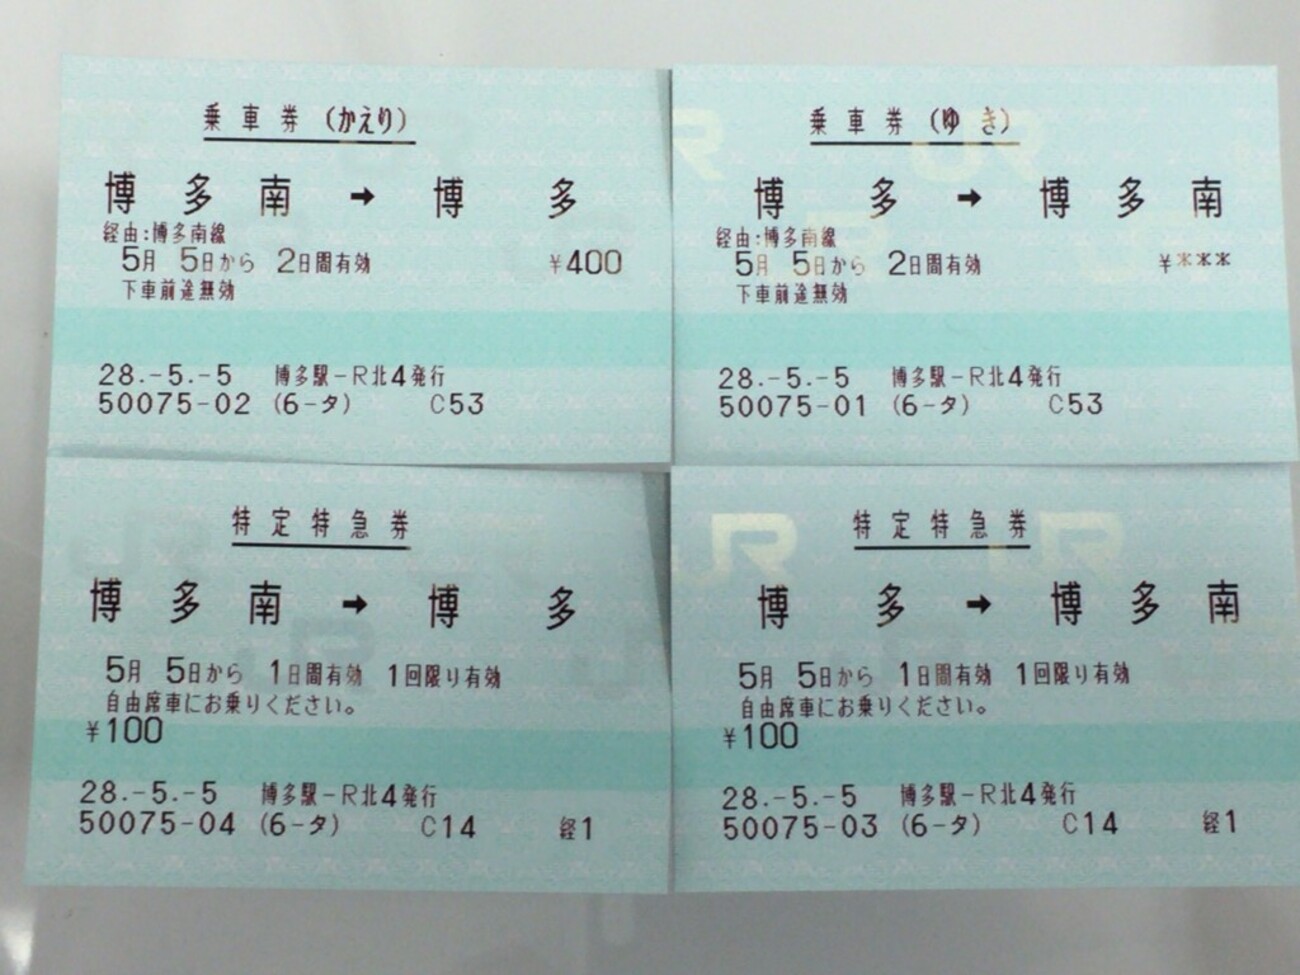 乗車券(かえり)
博多南→博多
経由:博多南線
5月 5日から 2日間有効 ¥400
下車前途無効
28.-5.-5 博多駅-R北4発行
50075-02 (6-タ) C53
乗車券(ゆき)
博多→博多南
経由:博多南線
5月 5日から 2日間有効 ¥***
下車前途無効
28.-5.-5 博多駅-R北4発行
50075-01 (6-タ) C53
特定特急券
博多南→博多
5月 5日から 1日間有効 1回限り有効
自由席車にお乗りください。
¥100
28.-5.-5 博多駅-R北4発行
50075-04 (6-タ) C14 経1
特定特急券
博多→博多南
5月 5日から 1日間有効 1回限り有効
自由席車にお乗りください。
¥100
28.-5.-5 博多駅-R北4発行
50075-03 (6-タ) C14 経1